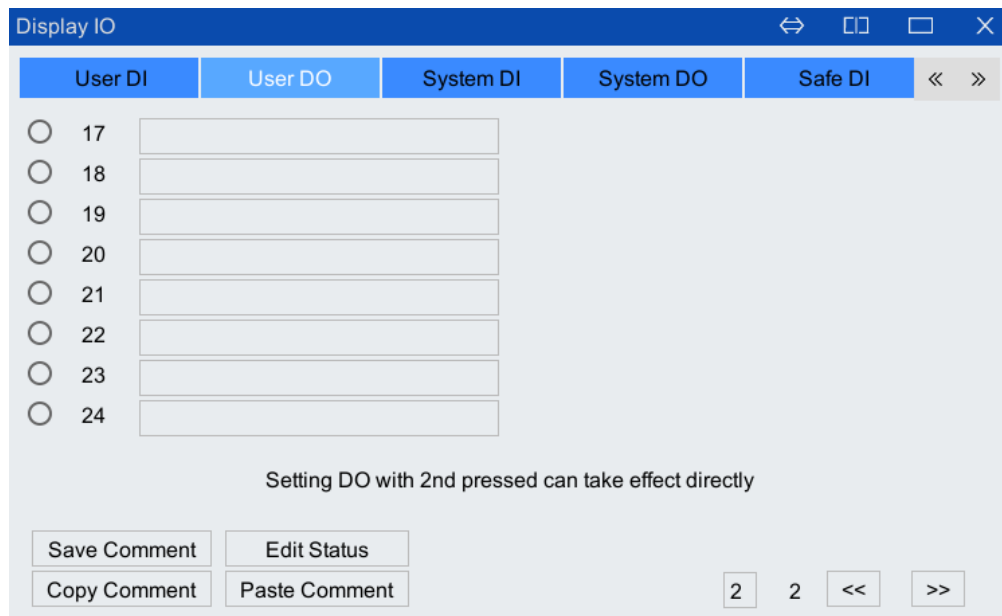 Display IO
User DI User DO System DI System DO Safe DI « »
17
18
19
20
21
22
23
24
Setting DO with 2nd pressed can take effect directly
Save Comment Edit Status
Copy Comment Paste Comment 2 2 << >>